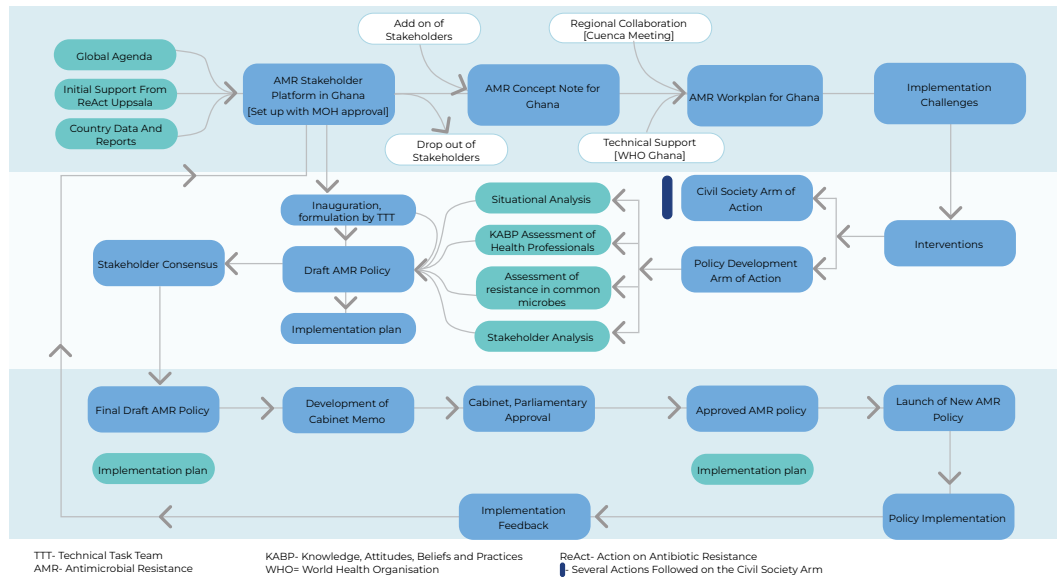 Add on of
Stakeholders
Regional Collaboration
[Cuenca Meeting]
Global Agenda
Initial Support From
ReAct Uppsala
Country Data And
Reports
AMR Stakeholder
Platform in Ghana
[Set up with MOH approval]
AMR Concept Note for
Ghana
AMR Workplan for Ghana
Implementation
Challenges
Drop out of
Stakeholders
Technical Support
[WHO Ghana]
Inauguration,
formulation by TTT
Situational Analysis
Civil Society Arm of
Action
Stakeholder Consensus
Draft AMR Policy
KABP Assessment of
Health Professionals
Policy Development
Arm of Action
Interventions
Assessment of
resistance in common
microbes
Implementation plan
Stakeholder Analysis
Final Draft AMR Policy
Development of
Cabinet Memo
Cabinet, Parliamentary
Approval
Approved AMR policy
Launch of New AMR
Policy
Implementation plan
Implementation plan
Implementation
Feedback
Policy Implementation
TTT- Technical Task Team
AMR- Antimicrobial Resistance
KABP- Knowledge, Attitudes, Beliefs and Practices
WHO= World Health Organisation
ReAct- Action on Antibiotic Resistance
- Several Actions Followed on the Civil Society Arm